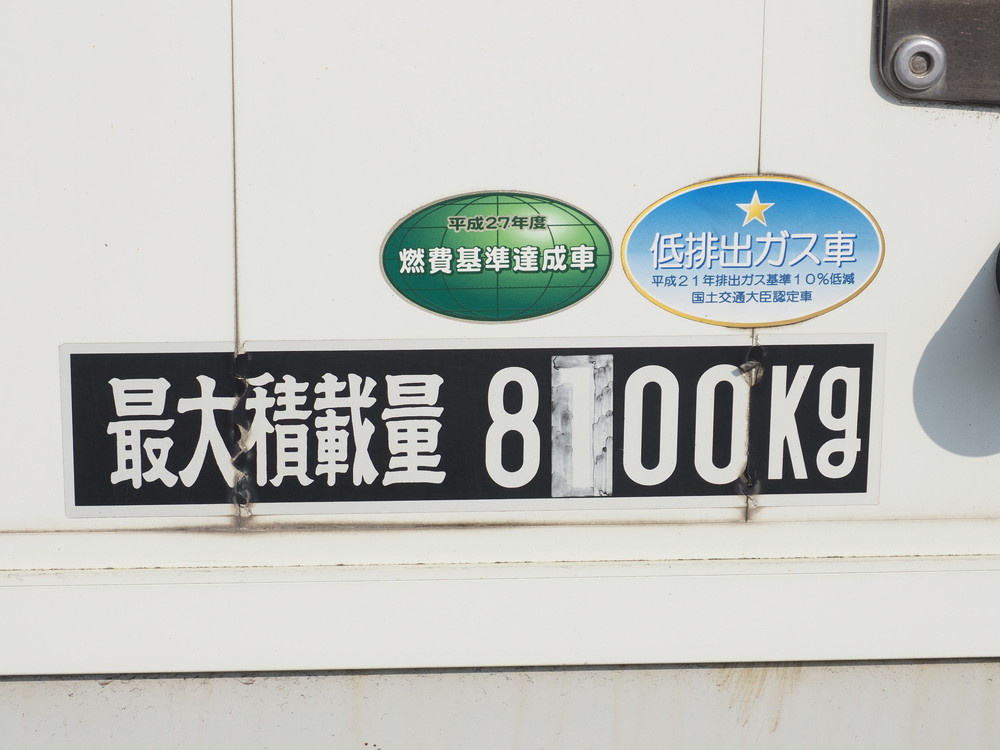 平成27年度
燃費基準達成車
低排出ガス車
平成21年排出ガス基準10%低減
国土交通大臣認定車
最大積載量 8100Kg